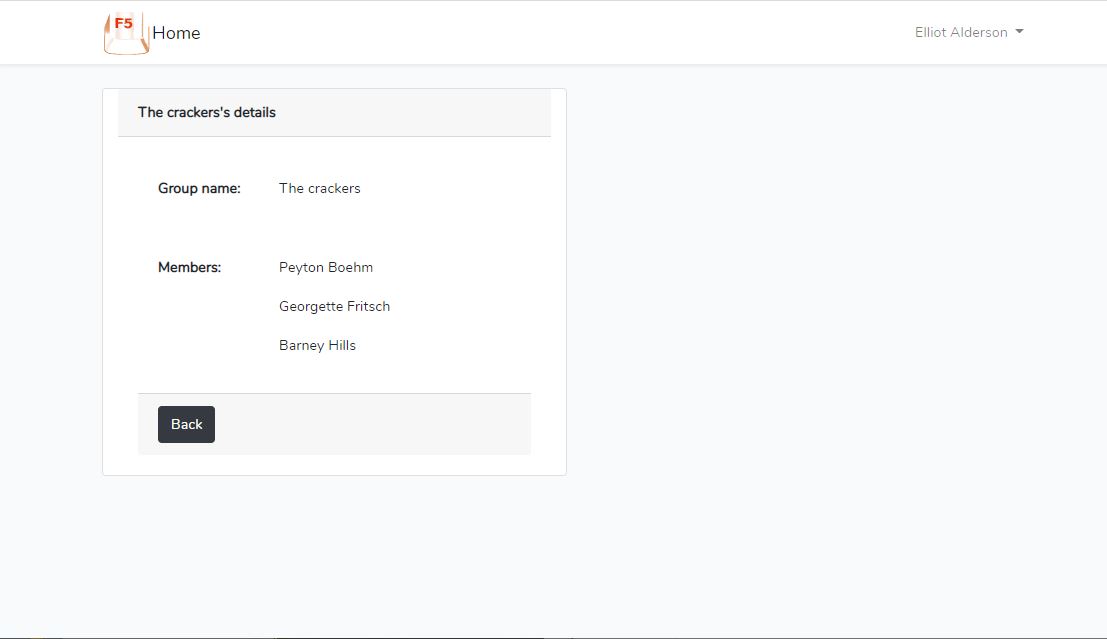 F5
Home
Elliot Alderson
The crackers's details
Group name: The crackers
Members: Peyton Boehm
Georgette Fritsch
Barney Hills
Back